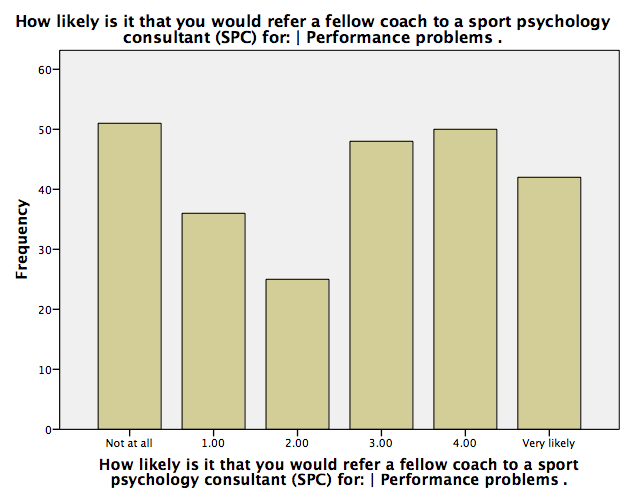 How likely is it that you would refer a fellow coach to a sport psychology
consultant (SPC) for: | Performance problems .
60
50
40
30
20
10
0
Frequency
Not at all 1.00 2.00 3.00 4.00 Very likely
How likely is it that you would refer a fellow coach to a sport
psychology consultant (SPC) for: | Performance problems .